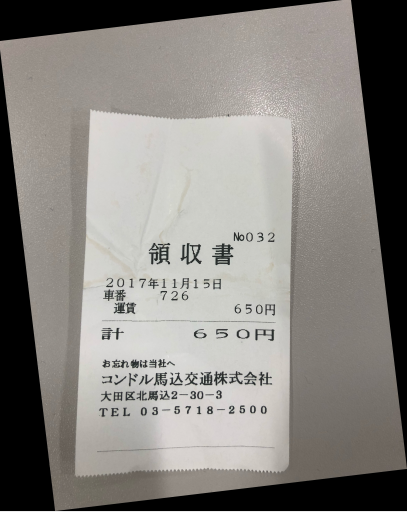 №032
領収書
2017年11月15日
車番 726
運賃 650円
計 650円
お忘れ物は当社へ
コンドル馬込交通株式会社
大田区北馬込2-30-3
TEL 03-5718-2500